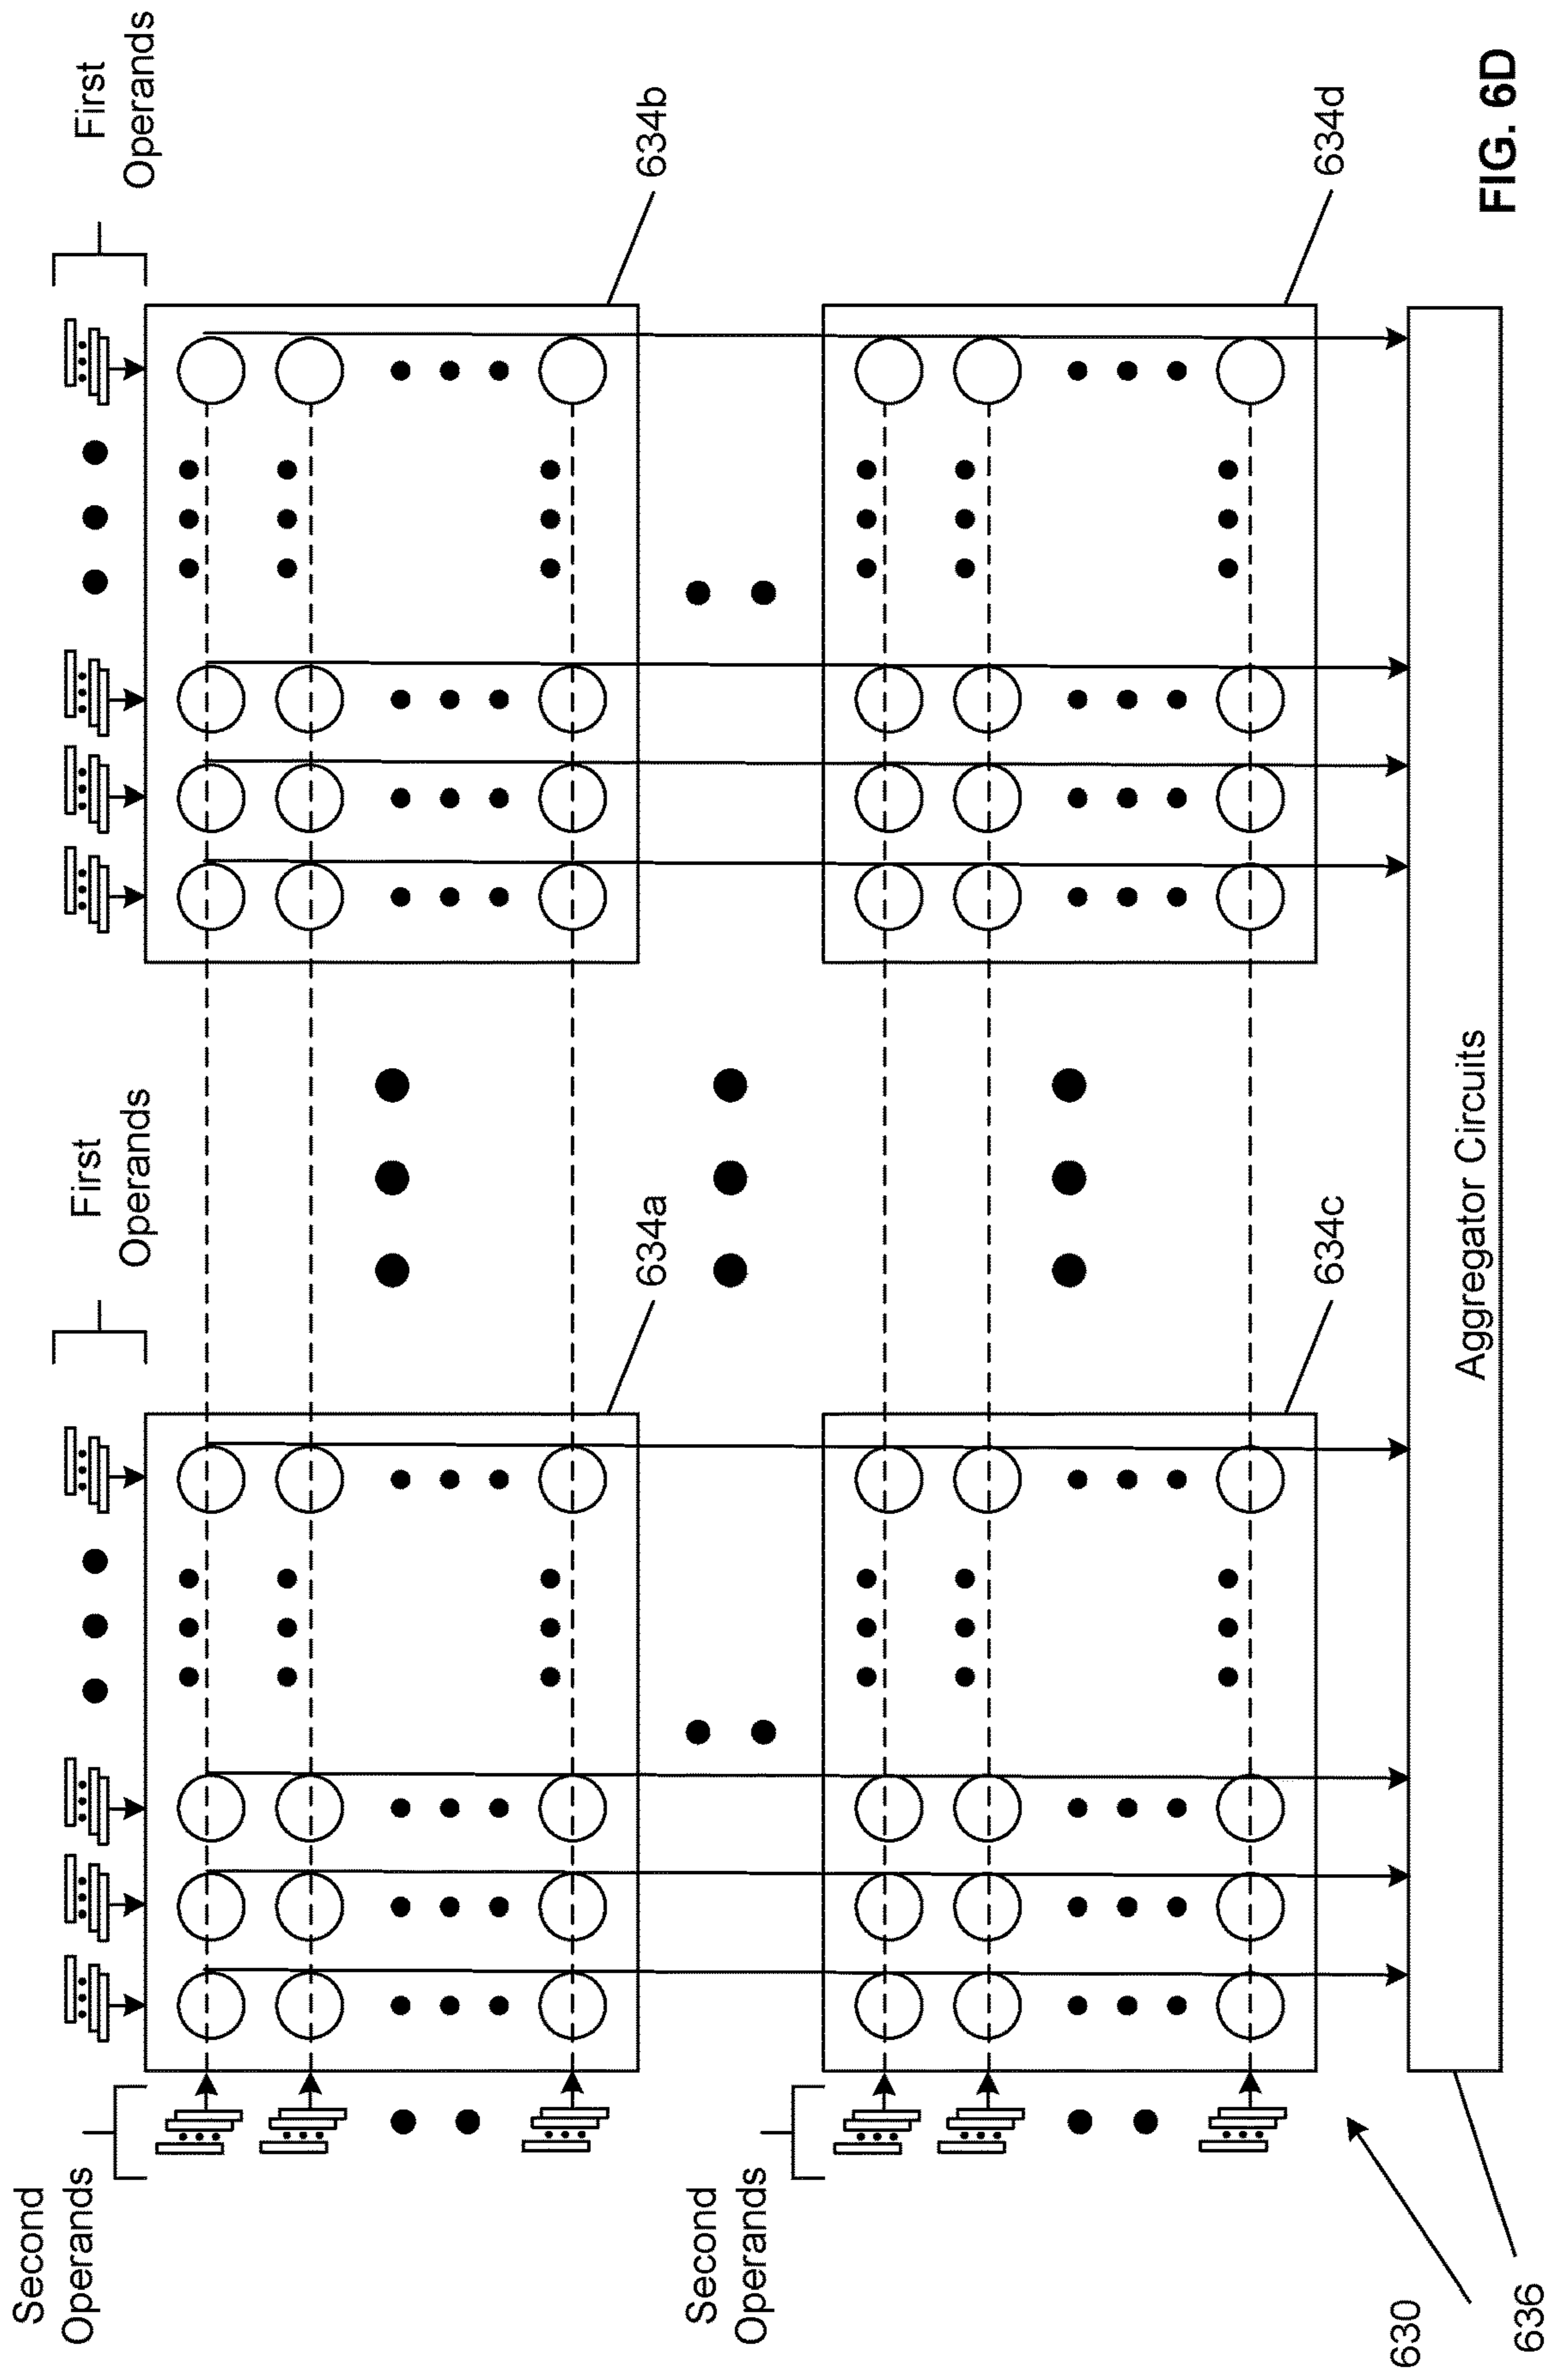 First
Operands
First
Operands
Second
Operands
634a
634b
Second
Operands
634c
634d
630
Aggregator Circuits
636
FIG. 6D